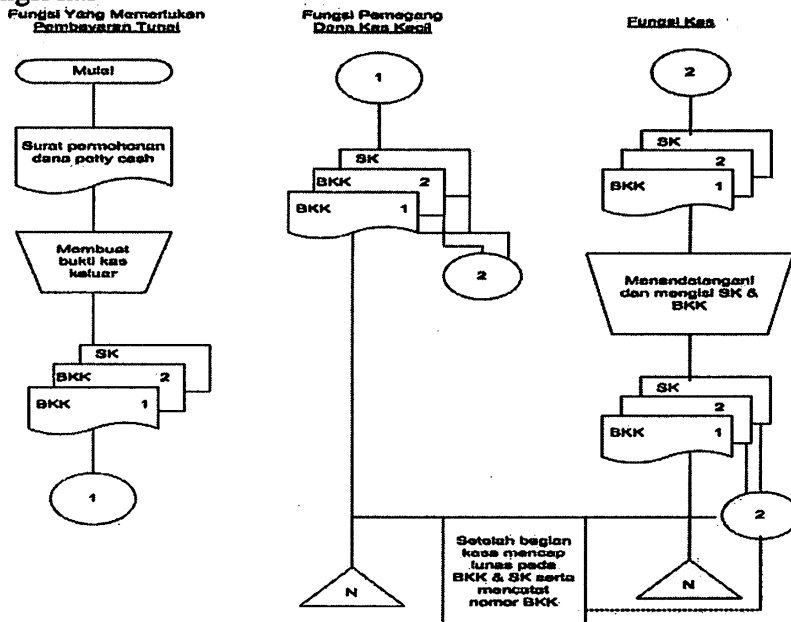 Fungsi Yang Memerlukan
Pembayaran Tunai
Mulai
Surat permohonan
dana petty cash
Membuat
bukti kas
keluar
SK
BKK 2
BKK 1
1
Fungsi Pemegang
Dana Kas Kecil
1
SK
BKK 2
BKK 1
2
Fungsi Kas
2
SK
2
BKK 1
Menandatangani
dan mengisi SK &
BKK
SK
2
BKK 1
2
Setelah bagian
kasa mencap
lunas pada
BKK & SK serta
mencatat
nomor BKK
N
N